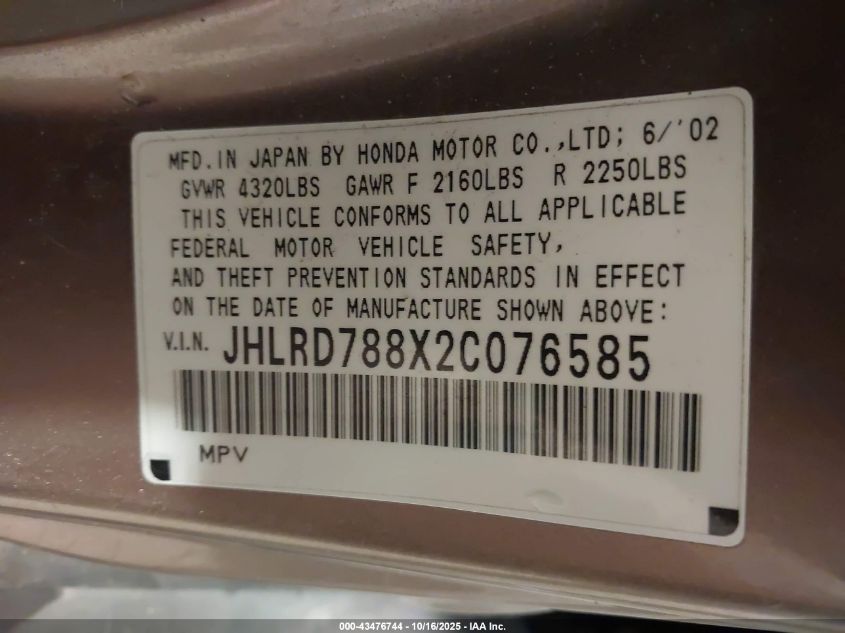 MFD.IN JAPAN BY HONDA MOTOR CO.,LTD; 6/'02
GVWR 4320LBS GAWR F 2160LBS R 2250LBS
THIS VEHICLE CONFORMS TO ALL APPLICABLE
FEDERAL MOTOR VEHICLE SAFETY,
AND THEFT PREVENTION STANDARDS IN EFFECT
ON THE DATE OF MANUFACTURE SHOWN ABOVE:
V.I.N. JHLRD788X2C076585
MPV
000-43476744 - 10/16/2025 - IAA Inc.